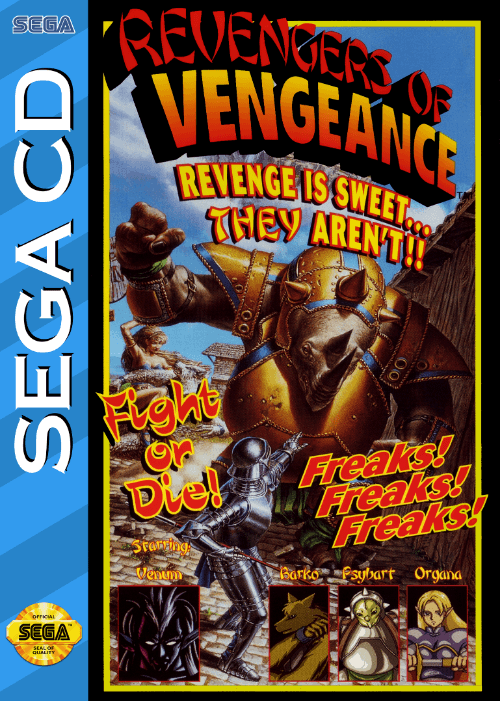 SEGA
SEGA CD
REVENGERS OF
VENGEANCE
REVENGE IS SWEET...
THEY AREN'T!!
Fight
or
Die!
Freaks!
Freaks!
Freaks!
Starring:
Venum
Barko
Psybart
Organa
OFFICIAL
SEGA
SEAL OF
QUALITY